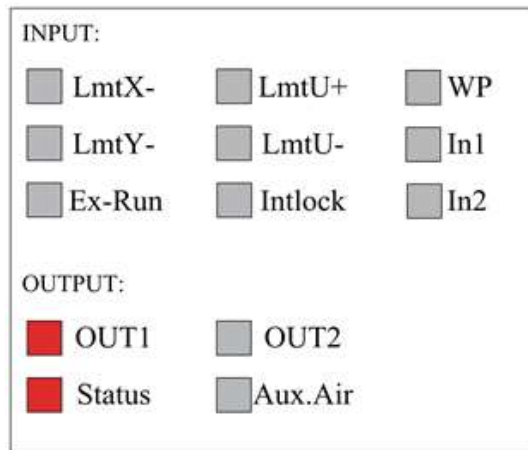 INPUT:
LmtX- LmtU+ WP
LmtY- LmtU- In1
Ex-Run Intlock In2
OUTPUT:
OUT1 OUT2
Status Aux.Air